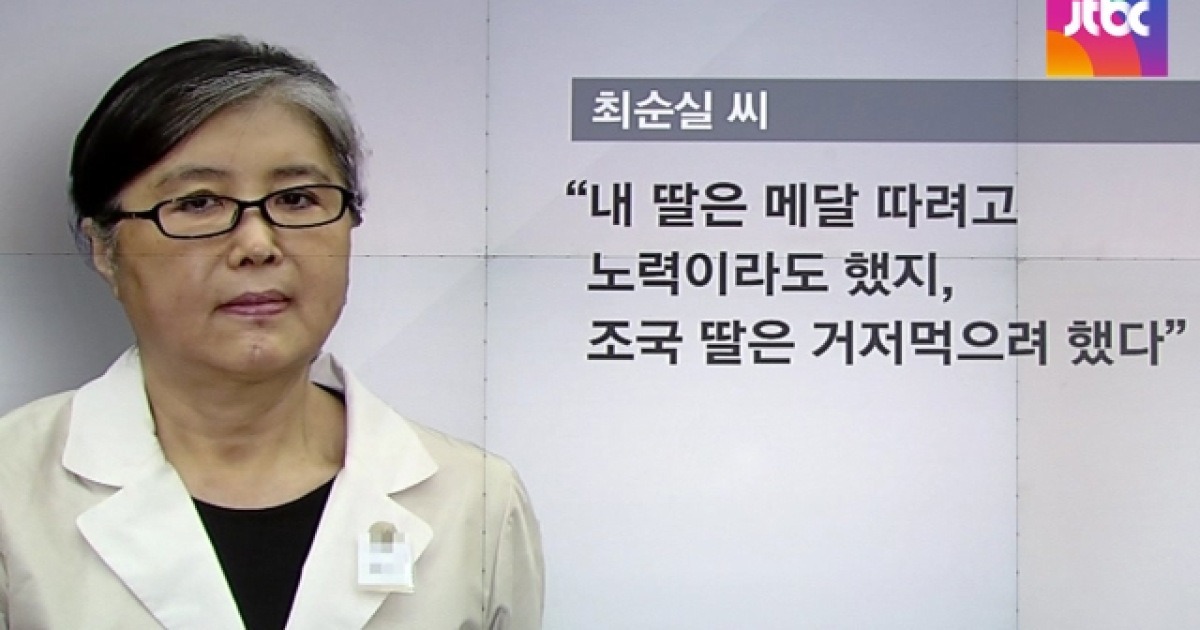 jtbc
최순실 씨
“내 딸은 메달 따려고
노력이라도 했지,
조국 딸은 거저먹으려 했다”